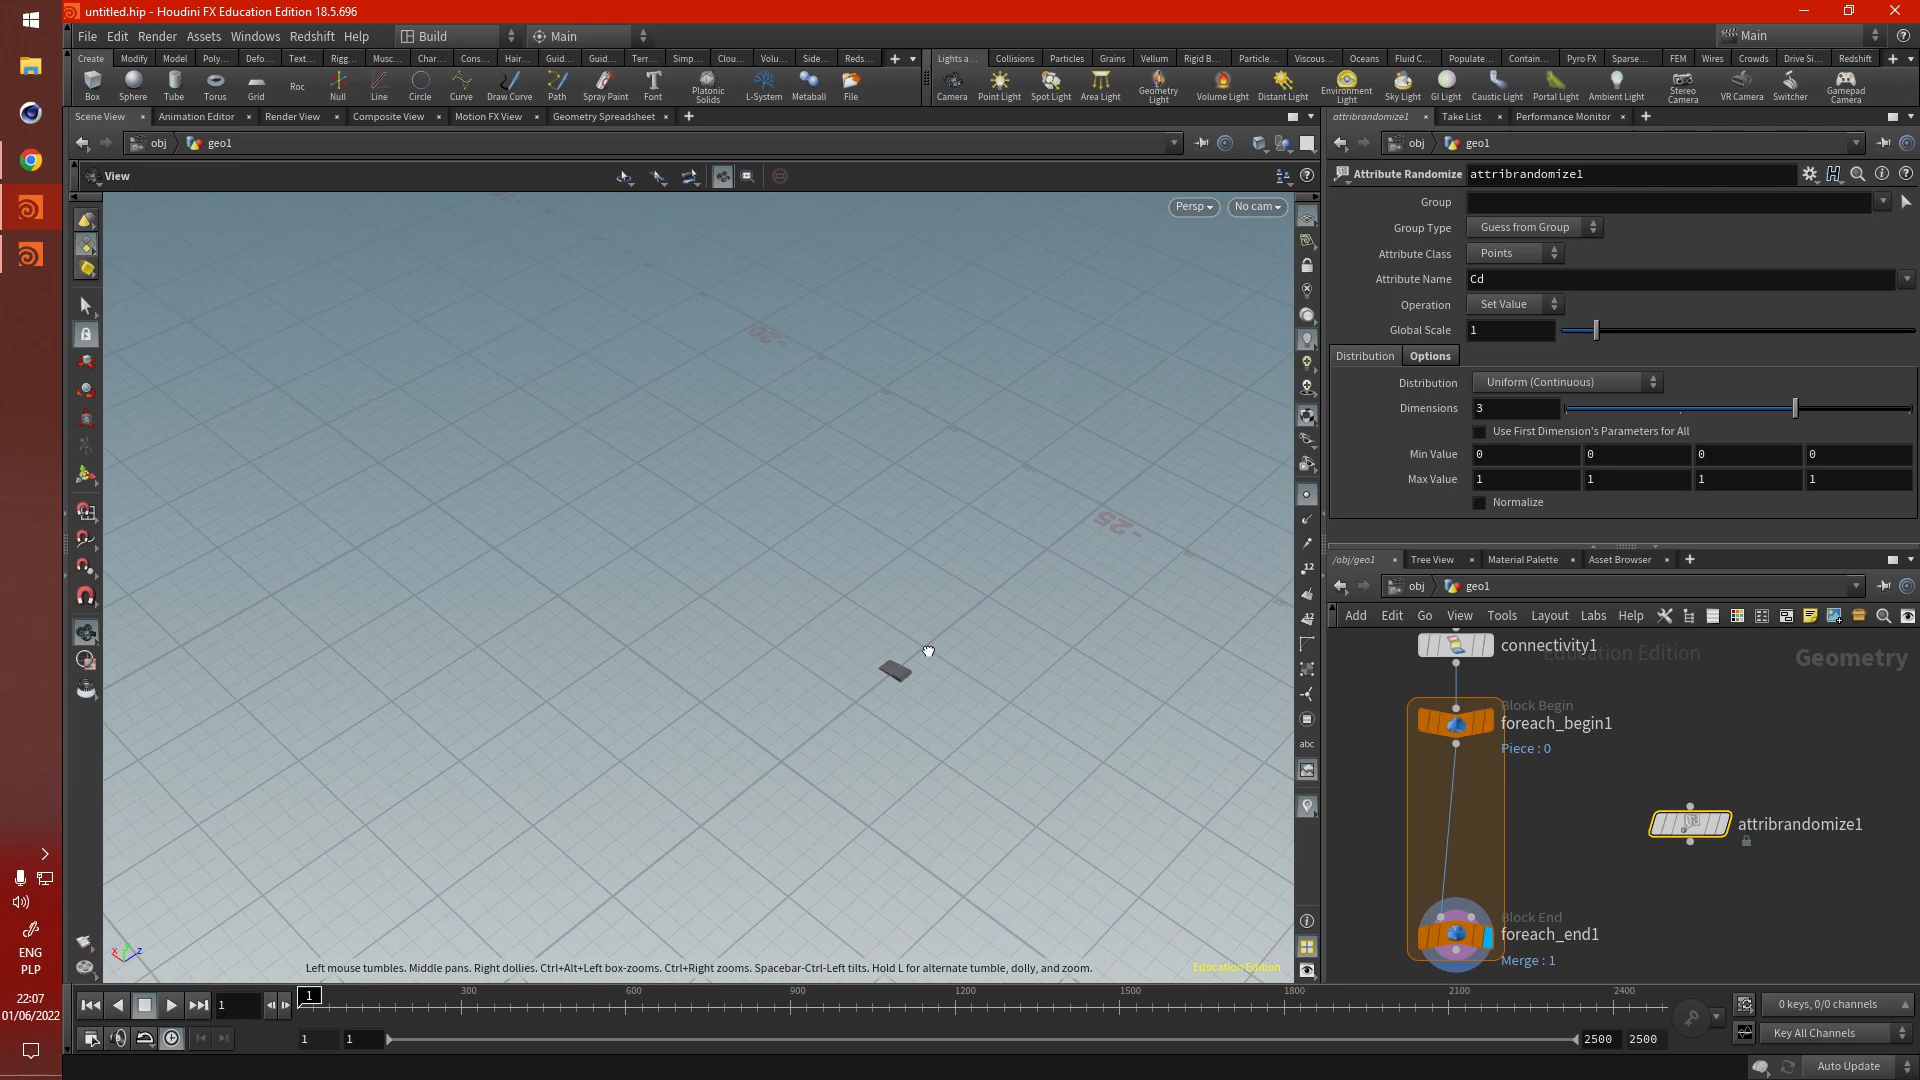 untitled.hip - Houdini FX Education Edition 18.5.696
File Edit Render Assets Windows Redshift Help Build Main Main
Create Modify Model Poly... Defo... Text... Rigg... Musc... Char... Cons... Hair... Guid... Guid... Terr... Simp... Clou... Volu... Side... Reds...
Lights a... Collisions Particles Grains Vellum Rigid B... Particle... Viscous... Oceans Fluid C... Populate... Contain... Pyro FX Sparse... FEM Wires Crowds Drive Si... Redshift
Box Sphere Tube Torus Grid Roc Null Line Circle Curve Draw Curve Path Spray Paint Font Platonic Solids L-System Metaball File
Camera Point Light Spot Light Area Light Geometry Light Volume Light Distant Light Environment Light Sky Light GI Light Caustic Light Portal Light Ambient Light Stereo Camera VR Camera Switcher Gamepad Camera
Scene View Animation Editor Render View Composite View Motion FX View Geometry Spreadsheet
obj geo1
View
Persp No cam
-20
-25
12
12
abc
Left mouse tumbles. Middle pans. Right dollies. Ctrl+Alt+Left box-zooms. Ctrl+Right zooms. Spacebar-Ctrl-Left tilts. Hold L for alternate tumble, dolly, and zoom.
Education Edition
x z
attribrandomize1 Take List Performance Monitor
obj geo1
Attribute Randomize attribrandomize1
Group
Group Type Guess from Group
Attribute Class Points
Attribute Name Cd
Operation Set Value
Global Scale 1
Distribution Options
Distribution Uniform (Continuous)
Dimensions 3
Use First Dimension's Parameters for All
Min Value 0 0 0 0
Max Value 1 1 1 1
Normalize
/obj/geo1 Tree View Material Palette Asset Browser
obj geo1
Add Edit Go View Tools Layout Labs Help
Education Edition
Geometry
connectivity1
Block Begin
foreach_begin1
Piece : 0
attribrandomize1
Block End
foreach_end1
Merge : 1
1 1 300 600 900 1200 1500 1800 2100 2400
0 keys, 0/0 channels
1 1 2500 2500
Key All Channels
Auto Update
ENG
PLP
22:07
01/06/2022